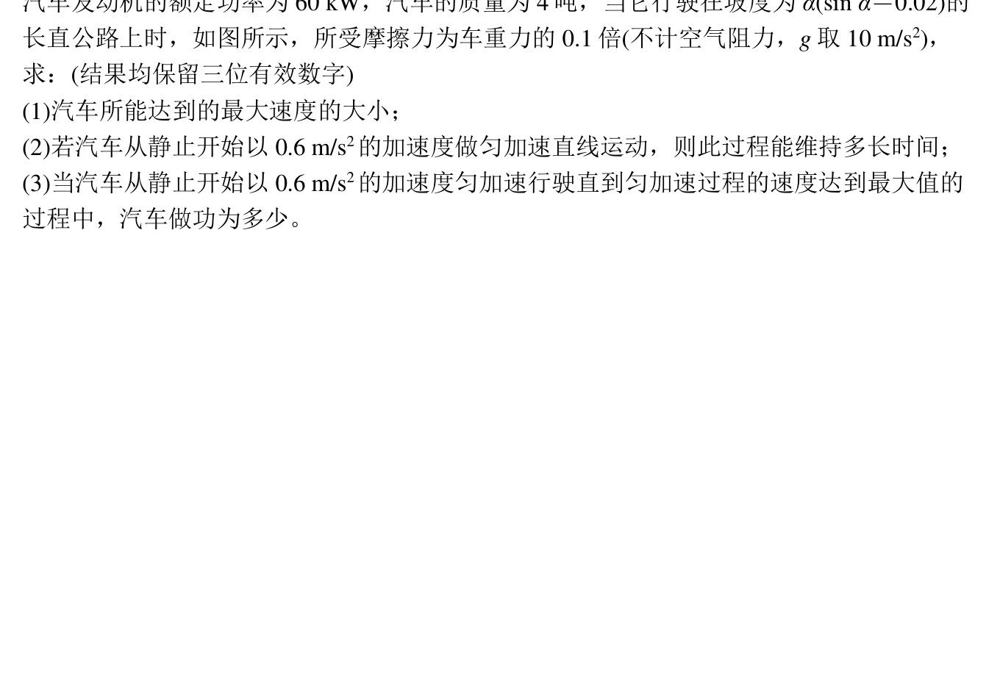 汽车发动机的额定功率为 60 kW，汽车的质量为 4 吨，当它行驶在坡度为 α(sin α=0.02)的
长直公路上时，如图所示，所受摩擦力为车重力的 0.1 倍(不计空气阻力，g 取 10 m/s²)，
求：(结果均保留三位有效数字)
(1)汽车所能达到的最大速度的大小；
(2)若汽车从静止开始以 0.6 m/s² 的加速度做匀加速直线运动，则此过程能维持多长时间；
(3)当汽车从静止开始以 0.6 m/s² 的加速度匀加速行驶直到匀加速过程的速度达到最大值的
过程中，汽车做功为多少。